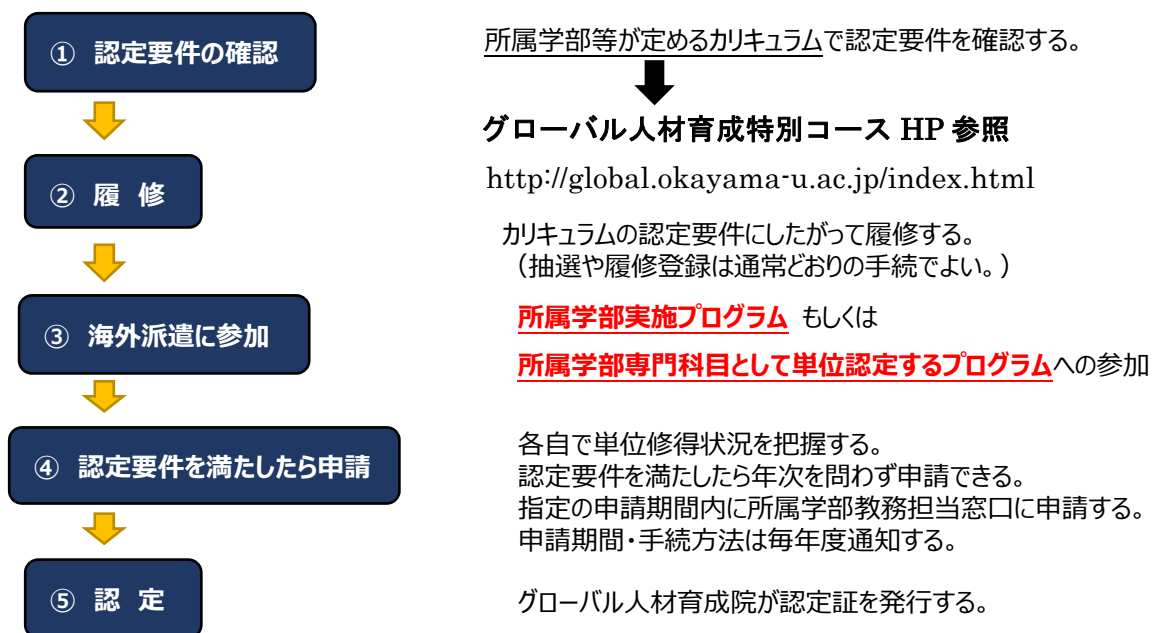 ① 認定要件の確認
所属学部等が定めるカリキュラムで認定要件を確認する。
グローバル人材育成特別コース HP 参照
http://global.okayama-u.ac.jp/index.html
② 履 修
カリキュラムの認定要件にしたがって履修する。
（抽選や履修登録は通常どおりの手続でよい。）
③ 海外派遣に参加
所属学部実施プログラム もしくは
所属学部専門科目として単位認定するプログラムへの参加
④ 認定要件を満たしたら申請
各自で単位修得状況を把握する。
認定要件を満たしたら年次を問わず申請できる。
指定の申請期間内に所属学部教務担当窓口に申請する。
申請期間・手続方法は毎年度通知する。
⑤ 認 定
グローバル人材育成院が認定証を発行する。